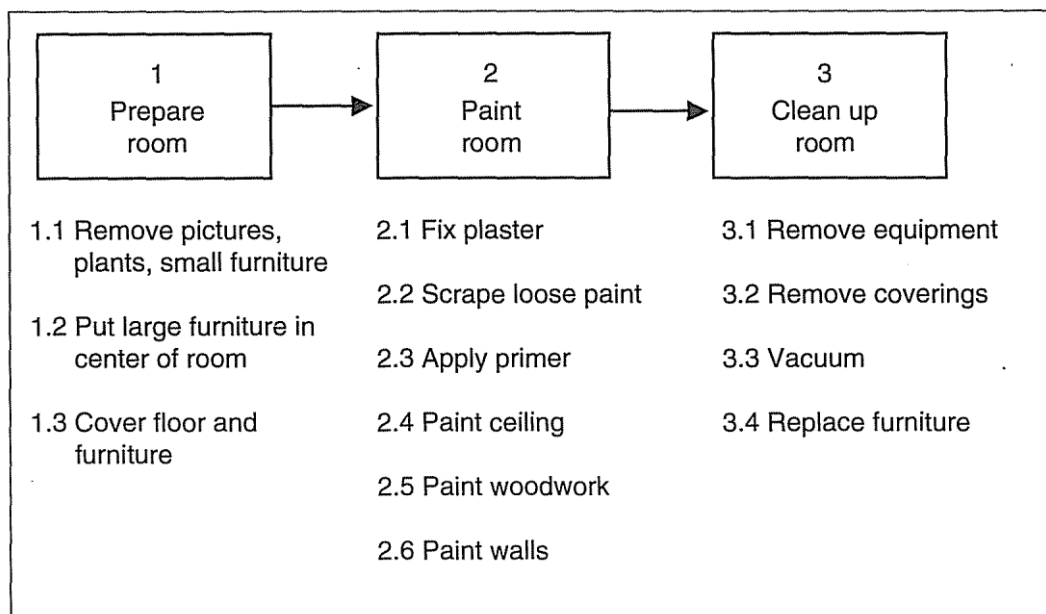 1
Prepare
room
2
Paint
room
3
Clean up
room
1.1 Remove pictures,
plants, small furniture
1.2 Put large furniture in
center of room
1.3 Cover floor and
furniture
2.1 Fix plaster
2.2 Scrape loose paint
2.3 Apply primer
2.4 Paint ceiling
2.5 Paint woodwork
2.6 Paint walls
3.1 Remove equipment
3.2 Remove coverings
3.3 Vacuum
3.4 Replace furniture